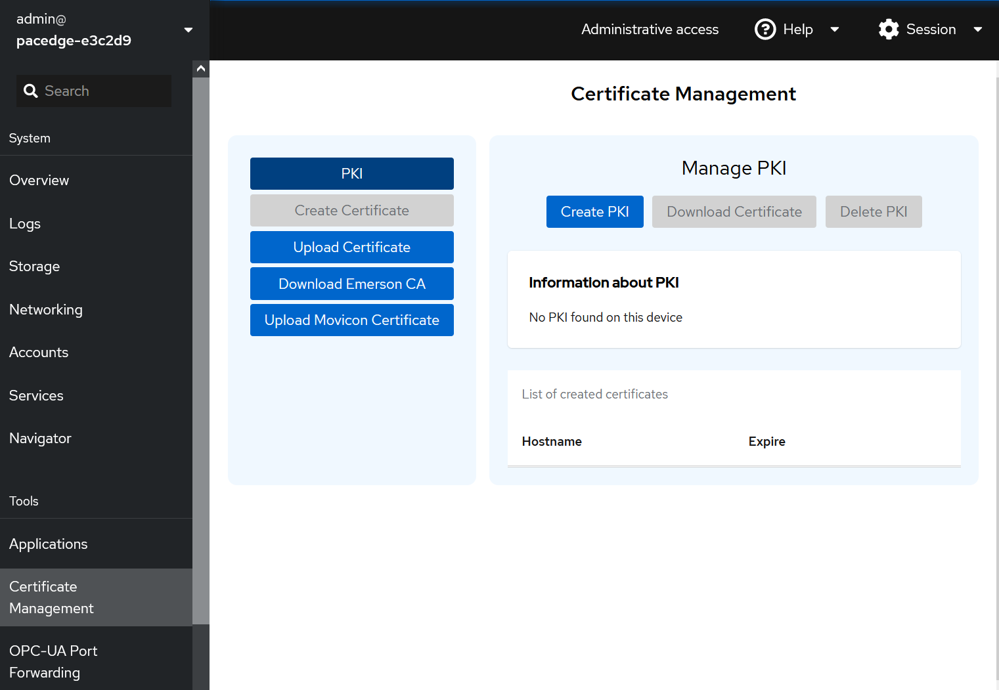 admin@
pacedge-e3c2d9
Administrative access
Help
Session
Search
System
Overview
Logs
Storage
Networking
Accounts
Services
Navigator
Tools
Applications
Certificate
Management
OPC-UA Port
Forwarding
Certificate Management
PKI
Create Certificate
Upload Certificate
Download Emerson CA
Upload Movicon Certificate
Manage PKI
Create PKI
Download Certificate
Delete PKI
Information about PKI
No PKI found on this device
List of created certificates
Hostname
Expire